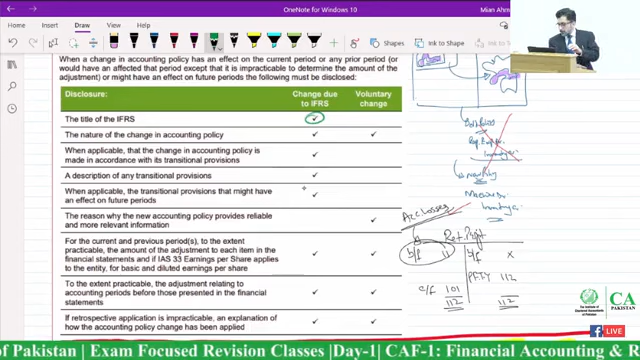 OneNote for Windows 10
Mian Ahm
Home Insert Draw View Help
Shapes Ink to Shape
When a change in accounting policy has an effect on the current period or any prior period (or
would have an affected that period except that it is impracticable to determine the amount of the
adjustment) or might have an effect on future periods the following must be disclosed:
Disclosure: Change due to IFRS Voluntary change
The title of the IFRS ✓
The nature of the change in accounting policy ✓ ✓
When applicable, that the change in accounting policy is
made in accordance with its transitional provisions ✓
A description of any transitional provisions ✓
When applicable, the transitional provisions that might have
an effect on future periods ✓
The reason why the new accounting policy provides reliable
and more relevant information ✓
For the current and previous period(s), to the extent
practicable, the amount of the adjustment to each item in the
financial statements and if IAS 33 Earnings per Share applies
to the entity, for basic and diluted earnings per share ✓ ✓
To the extent practicable, the adjustment relating to
accounting periods before those presented in the financial
statements ✓ ✓
If retrospective application is impracticable, an explanation of
how the accounting policy change has been applied ✓ ✓
Acc losses
Ret. Profit
b/f 11 b/f x
PFTY 112
c/f 101
112 112
LIVE
CA
PAKISTAN
of Pakistan | Exam Focused Revision Classes |Day-1| CAF-1: Financial Accounting & R